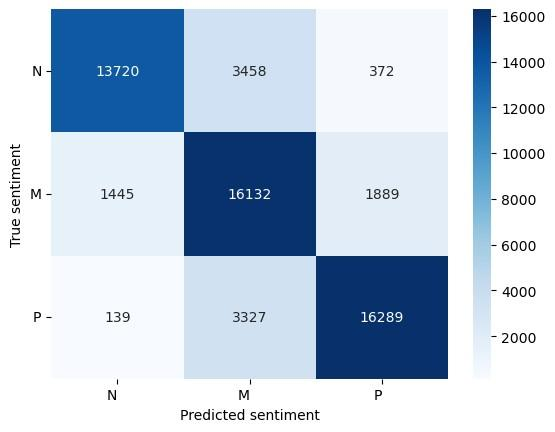 16000
N 13720 3458 372
14000
12000
10000
True sentiment
M 1445 16132 1889
8000
6000
P 139 3327 16289
4000
2000
N M P
Predicted sentiment